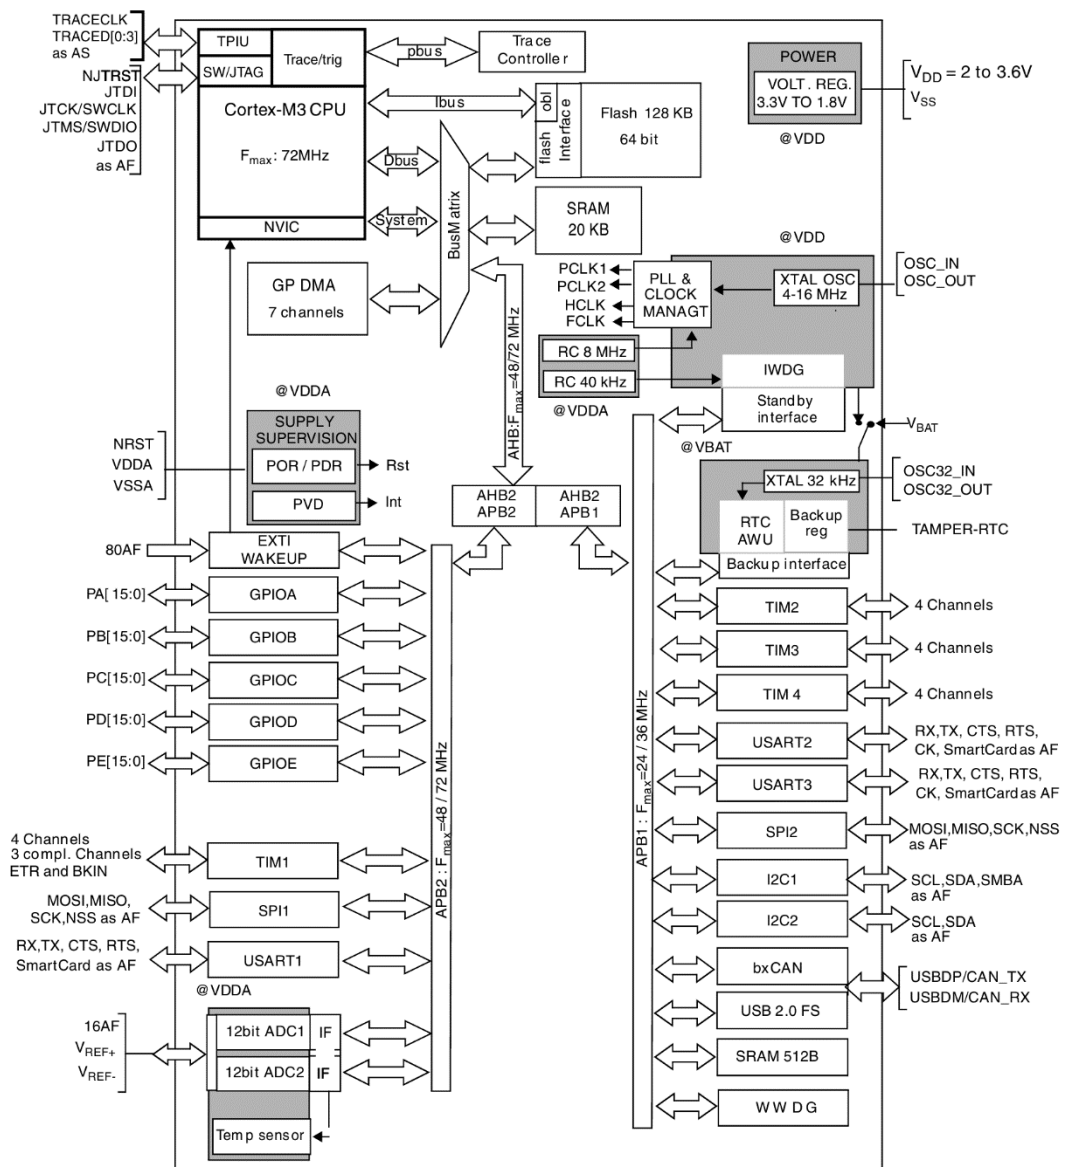 TRACECLK
TRACED[0:3]
as AS
NJTRST
JTDI
JTCK/SWCLK
JTMS/SWDIO
JTDO
as AF
TPIU
SW/JTAG
Trace/trig
Cortex-M3 CPU
Fmax: 72MHz
NVIC
pbus
Trace
Controller
Ibus
Dbus
System
BusMatrix
flash
obl
Interface
Flash 128 KB
64 bit
SRAM
20 KB
GP DMA
7 channels
AHB:Fmax=48/72 MHz
POWER
VOLT. REG.
3.3V TO 1.8V
@VDD
VDD = 2 to 3.6V
VSS
@VDD
PCLK1
PCLK2
HCLK
FCLK
PLL &
CLOCK
MANAGT
XTAL OSC
4-16 MHz
OSC_IN
OSC_OUT
RC 8 MHz
RC 40 kHz
@VDDA
IWDG
Standby
interface
@VBAT
VBAT
@VDDA
SUPPLY
SUPERVISION
POR / PDR
PVD
Rst
Int
NRST
VDDA
VSSA
AHB2
APB2
AHB2
APB1
XTAL 32 kHz
OSC32_IN
OSC32_OUT
RTC
AWU
Backup
reg
TAMPER-RTC
Backup interface
80AF
EXTI
WAKEUP
PA[ 15:0]
GPIOA
PB[15:0]
GPIOB
PC[15:0]
GPIOC
PD[15:0]
GPIOD
PE[15:0]
GPIOE
APB2 : Fmax=48 / 72 MHz
APB1 : Fmax=24 / 36 MHz
4 Channels
3 compl. Channels
ETR and BKIN
TIM1
MOSI,MISO,
SCK,NSS as AF
SPI1
RX,TX, CTS, RTS,
SmartCard as AF
USART1
@VDDA
16AF
VREF+
VREF-
12bit ADC1
IF
12bit ADC2
IF
Temp sensor
TIM2
4 Channels
TIM3
4 Channels
TIM 4
4 Channels
USART2
RX,TX, CTS, RTS,
CK, SmartCard as AF
USART3
RX,TX, CTS, RTS,
CK, SmartCard as AF
SPI2
MOSI,MISO,SCK,NSS
as AF
I2C1
SCL,SDA,SMBA
as AF
I2C2
SCL,SDA
as AF
bxCAN
USBDP/CAN_TX
USBDM/CAN_RX
USB 2.0 FS
SRAM 512B
WWDG